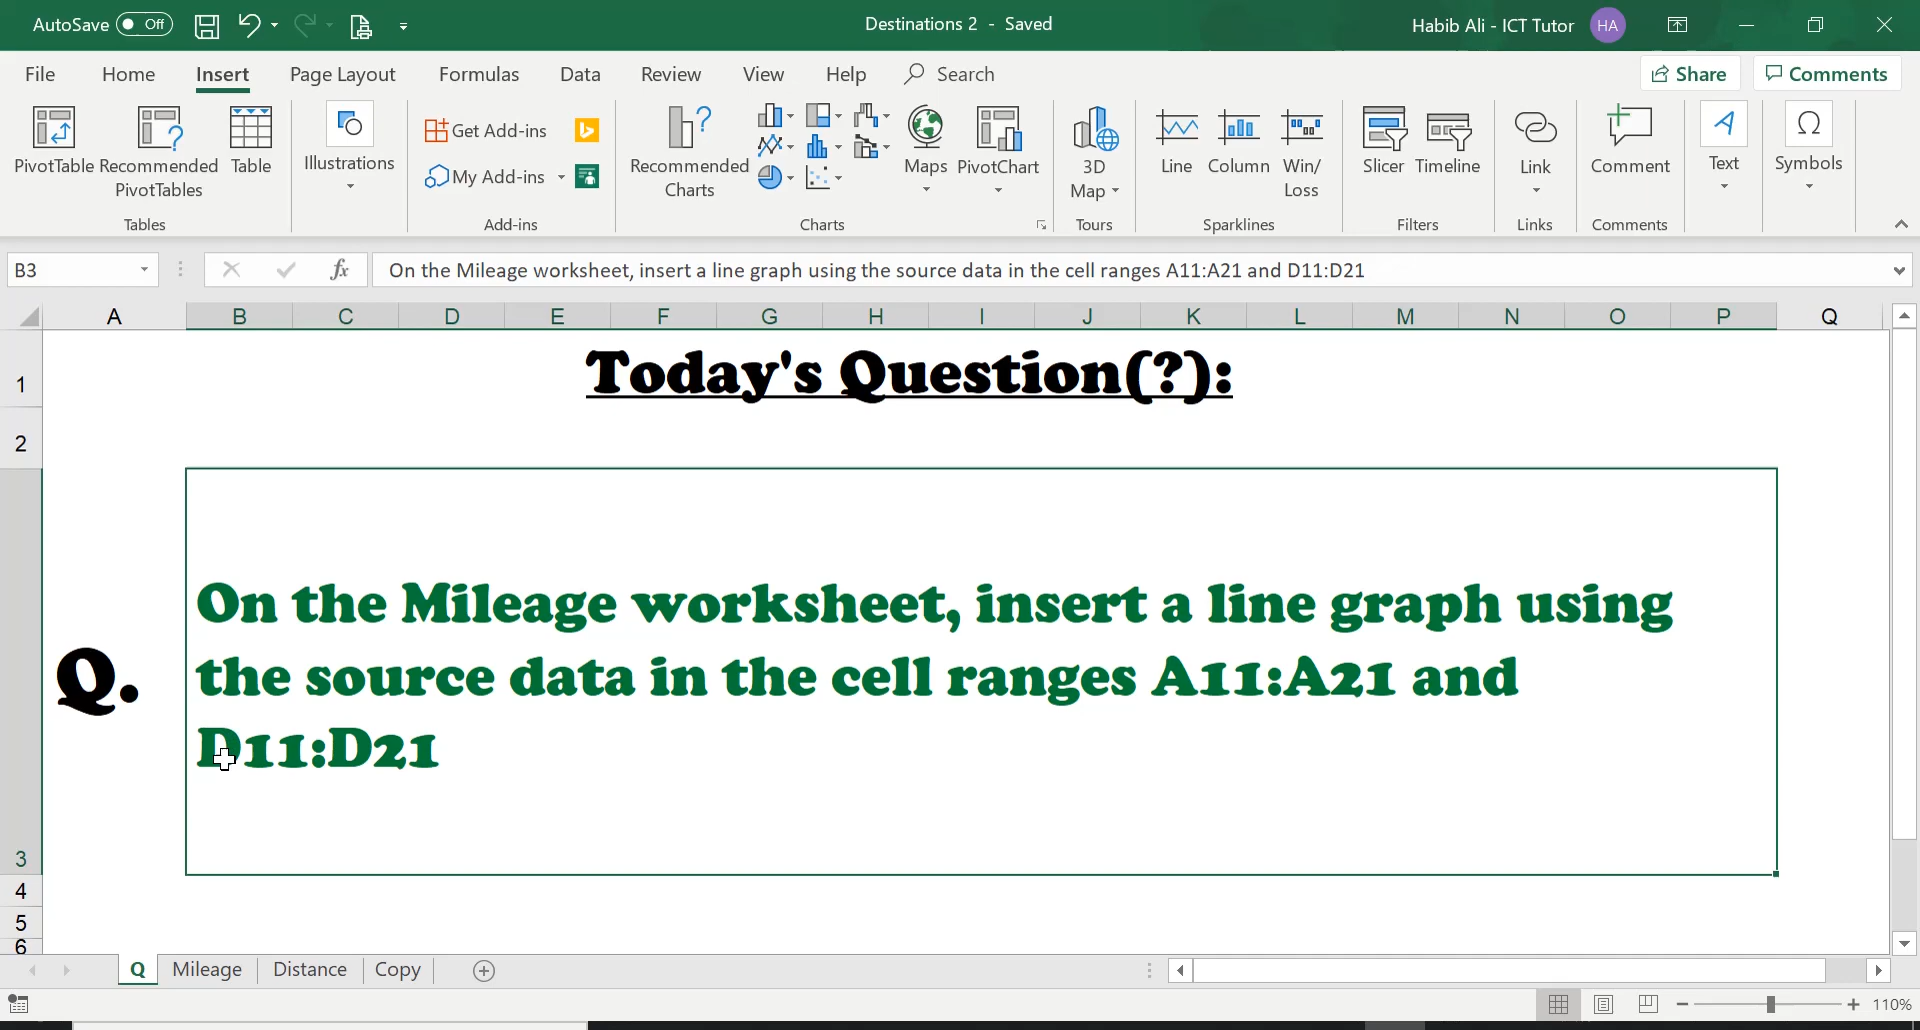 AutoSave Off
Destinations 2 - Saved
Habib Ali - ICT Tutor HA
File Home Insert Page Layout Formulas Data Review View Help Search Share Comments
PivotTable Recommended PivotTables Table
Illustrations
Get Add-ins
My Add-ins
Recommended Charts
Maps PivotChart
3D Map
Line Column Win/Loss
Slicer Timeline
Link
Comment
Text
Symbols
Tables Add-ins Charts Tours Sparklines Filters Links Comments
B3 fx On the Mileage worksheet, insert a line graph using the source data in the cell ranges A11:A21 and D11:D21
A B C D E F G H I J K L M N O P Q
1
Today's Question(?):
2
Q.
On the Mileage worksheet, insert a line graph using
the source data in the cell ranges A11:A21 and
D11:D21
3
4
5
6
Q Mileage Distance Copy
110%